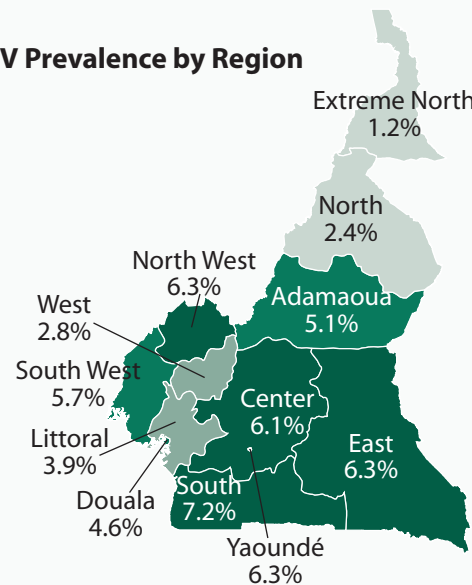 V Prevalence by Region
Extreme North
1.2%
North
2.4%
North West
6.3%
Adamaoua
5.1%
West
2.8%
South West
5.7%
Center
6.1%
Littoral
3.9%
East
6.3%
Douala
4.6%
South
7.2%
Yaoundé
6.3%